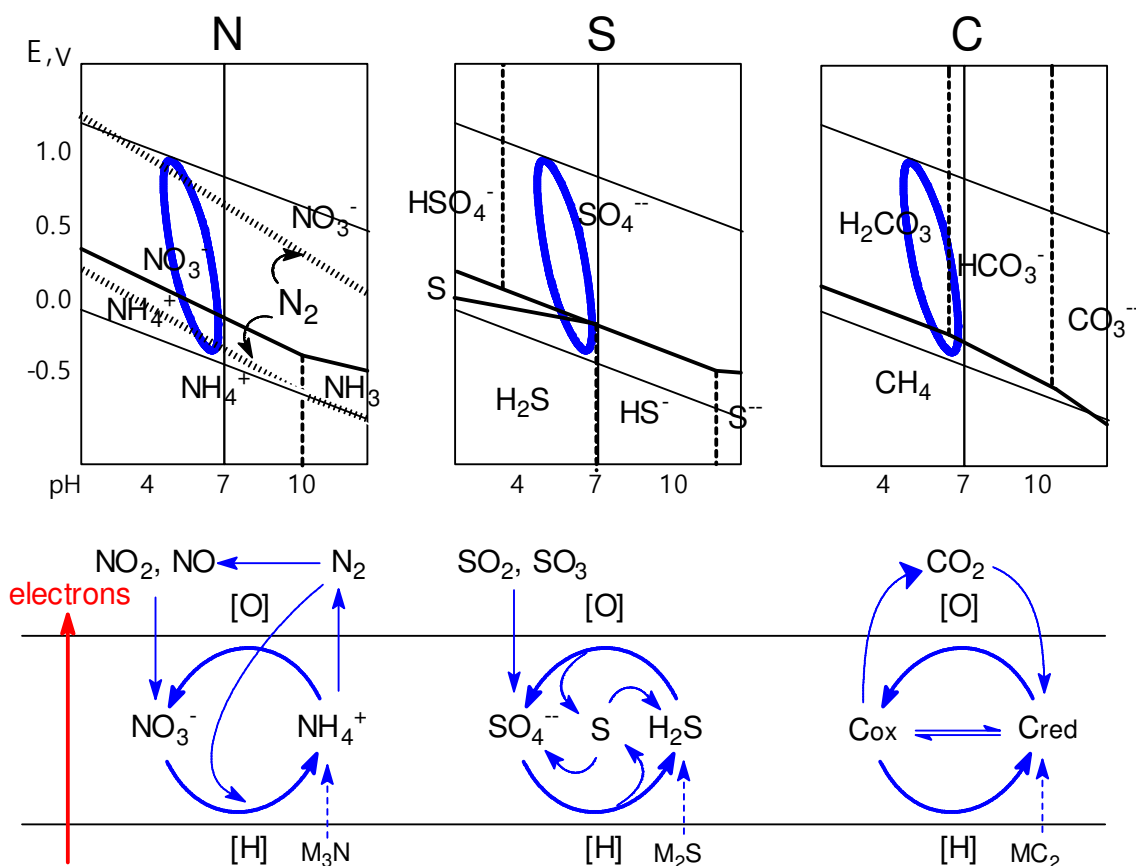 N S C
E,V
1.0
0.5
0.0
-0.5
NO₃⁻
NO₃⁻
N₂
NH₄⁺
NH₄⁺
NH₃
HSO₄⁻
SO₄⁻⁻
S
H₂S
HS⁻
S⁻⁻
H₂CO₃
HCO₃⁻
CO₃⁻⁻
CH₄
pH 4 7 10 4 7 10 4 7 10
NO₂, NO N₂ SO₂, SO₃ CO₂
electrons [O] [O] [O]
NO₃⁻ NH₄⁺ SO₄⁻⁻ S H₂S Cox Cred
[H] M₃N [H] M₂S [H] MC₂